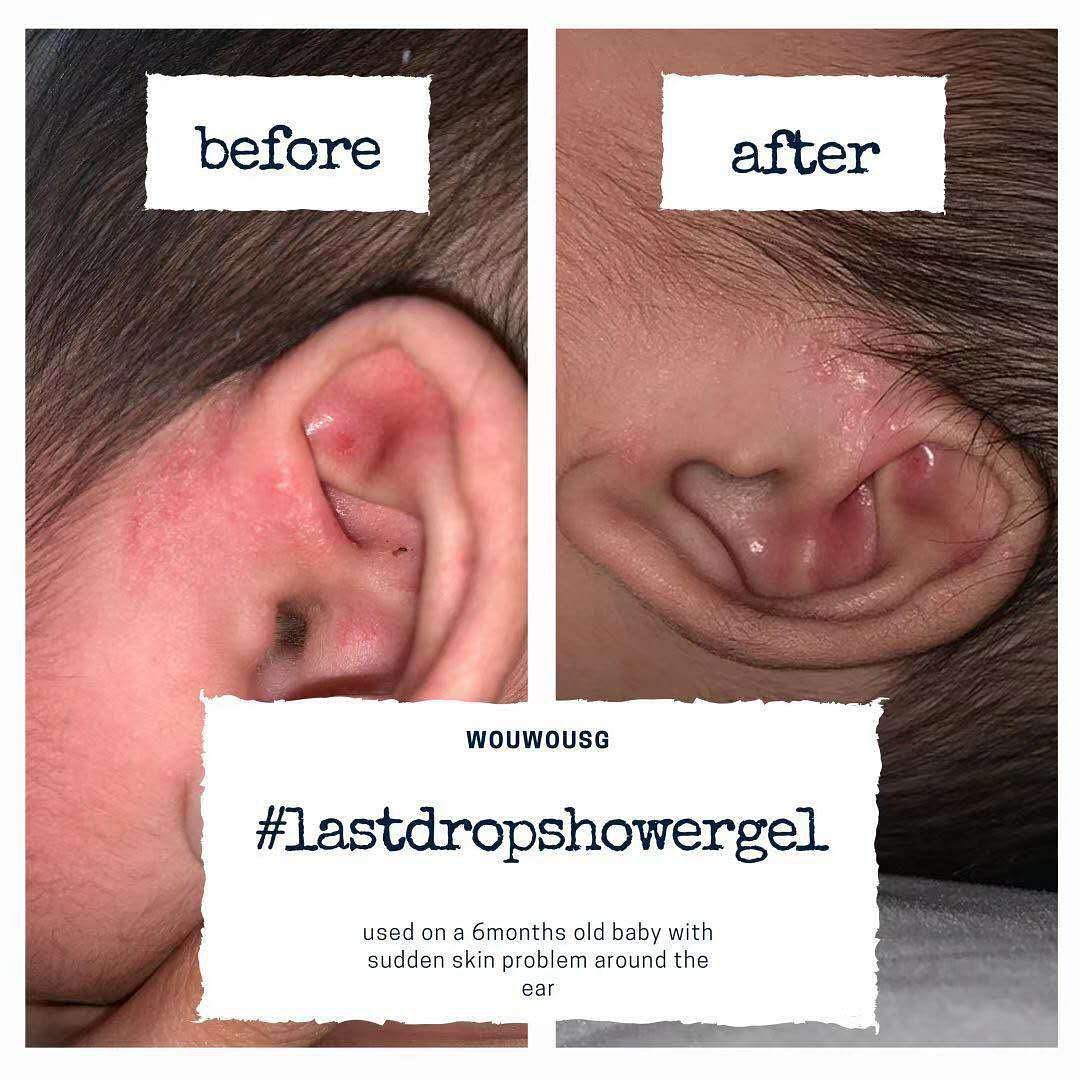 before
after
WOUWOUSG
#lastdropshowergel
used on a 6months old baby with
sudden skin problem around the
ear